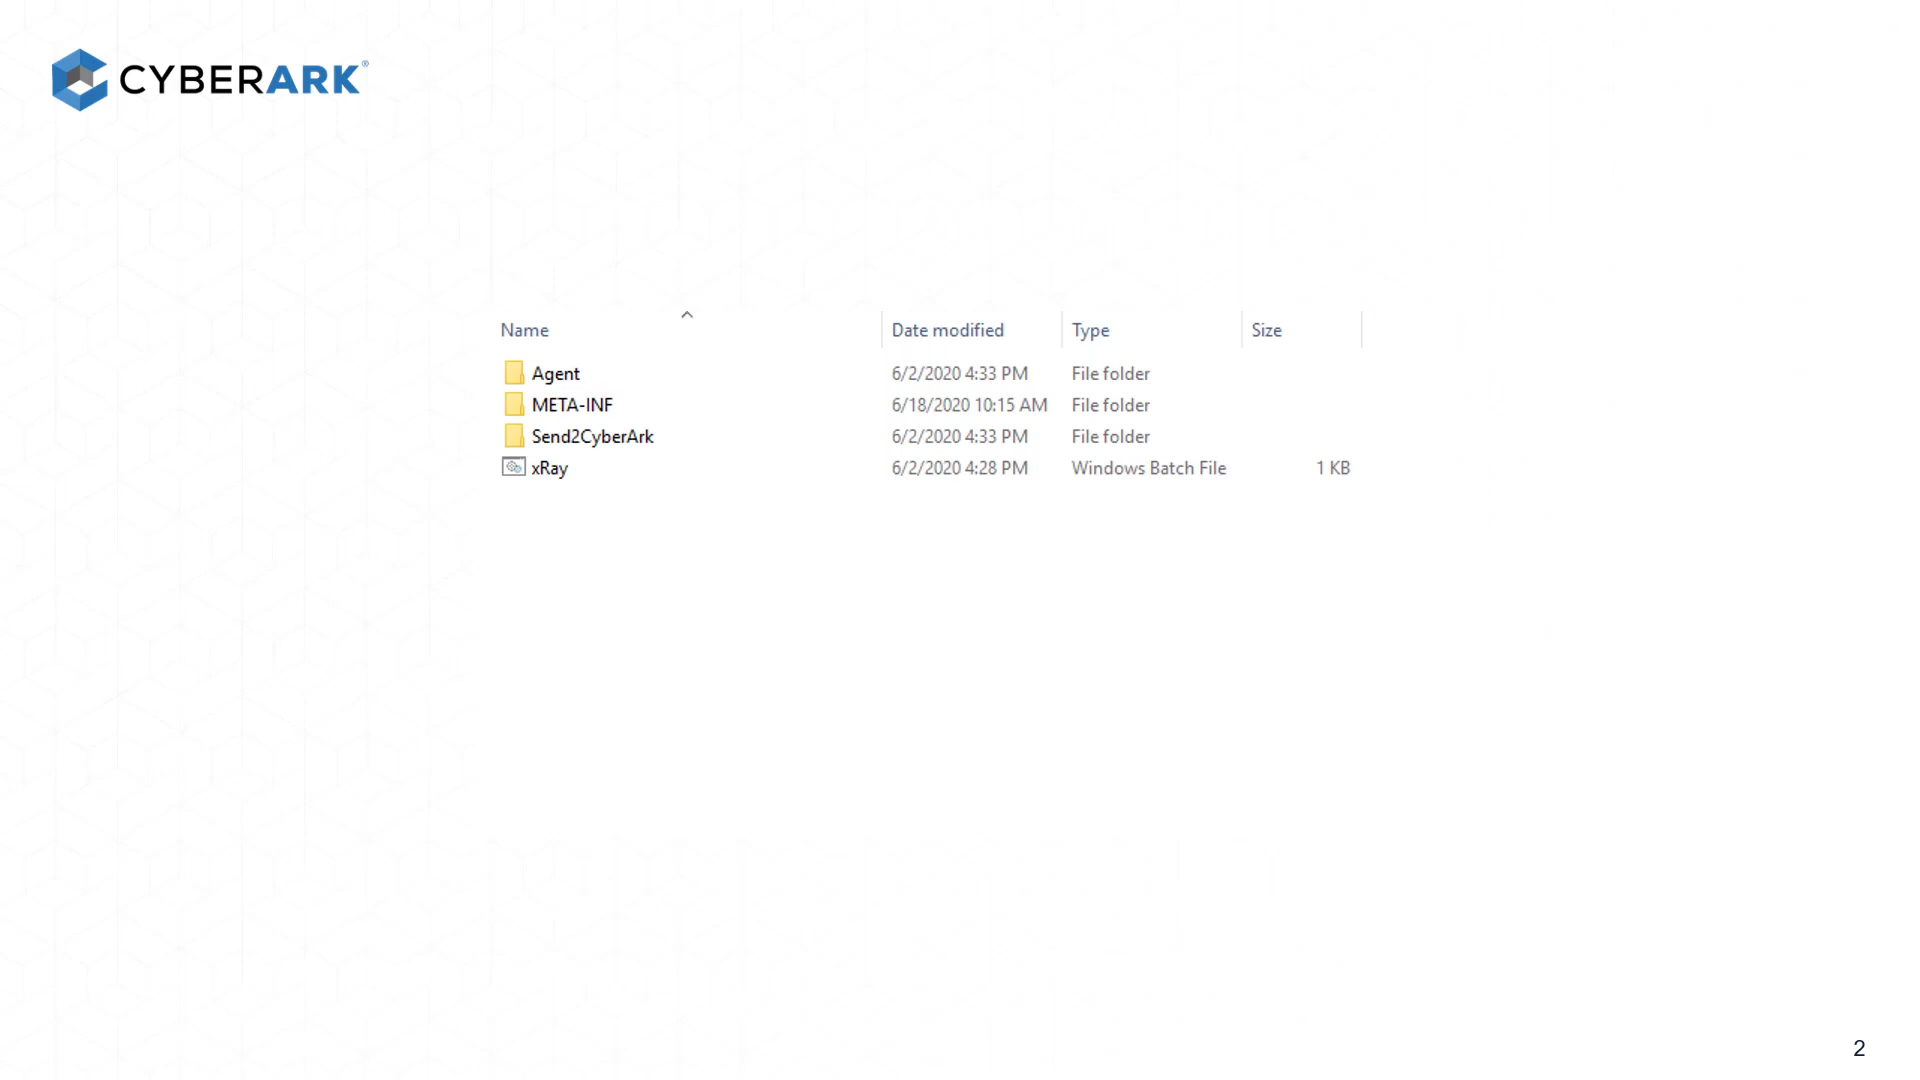 CYBERARK®
Name Date modified Type Size
Agent 6/2/2020 4:33 PM File folder
META-INF 6/18/2020 10:15 AM File folder
Send2CyberArk 6/2/2020 4:33 PM File folder
xRay 6/2/2020 4:28 PM Windows Batch File 1 KB
2